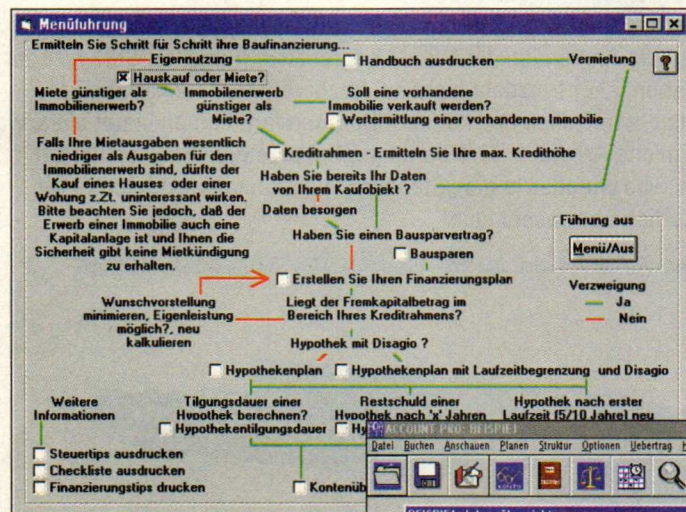 Menüfuhrung
Ermitteln Sie Schritt für Schritt ihre Baufinanzierung...
Eigennutzung
Handbuch ausdrucken
Vermietung
?
Hauskauf oder Miete?
Miete günstiger als
Immobilienerwerb?
Immobilenerwerb
günstiger als
Miete?
Soll eine vorhandene
Immobilie verkauft werden?
Wertermittlung einer vorhandenen Immobilie
Falls Ihre Mietausgaben wesentlich
niedriger als Ausgaben für den
Immobilienerwerb sind, dürfte der
Kauf eines Hauses oder einer
Wohung z.Zt. uninteressant wirken.
Bitte beachten Sie jedoch, daß der
Erwerb einer Immobilie auch eine
Kapitalanlage ist und Ihnen die
Sicherheit gibt keine Mietkündigung
zu erhalten.
Kreditrahmen - Ermitteln Sie Ihre max. Kredithöhe
Haben Sie bereits Ihr Daten
von Ihrem Kaufobjekt ?
Daten besorgen
Haben Sie einen Bausparvertrag?
Bausparen
Führung aus
Menü/Aus
Erstellen Sie Ihren Finanzierungsplan
Verzweigung
Ja
Nein
Wunschvorstellung
minimieren, Eigenleistung
möglich?, neu
kalkulieren
Liegt der Fremkapitalbetrag im
Bereich Ihres Kreditrahmens?
Hypothek mit Disagio ?
Hypothekenplan
Hypothekenplan mit Laufzeitbegrenzung und Disagio
Weitere
Informationen
Tilgungsdauer einer
Hypothek berechnen?
Hypothekentilgungsdauer
Restschuld einer
Hypothek nach 'x' Jahren
Hy
Hypothek nach erster
Laufzeit (5/10 Jahre) neu
Steuertips ausdrucken
Checkliste ausdrucken
Finanzierungstips drucken
Kontenüb
ACCOUNT PRO: BEISPIEL
Datei Buchen Anschauen Planen Struktur Optionen Uebertrag H
KONTO